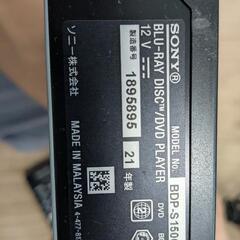 SONY®
BLU-RAY DISC™/DVD PLAYER
MODEL No. BDP-S150
12 V ⎓
製造番号 1895895 21 年製
ソニー株式会社
MADE IN MALAYSIA
DVD